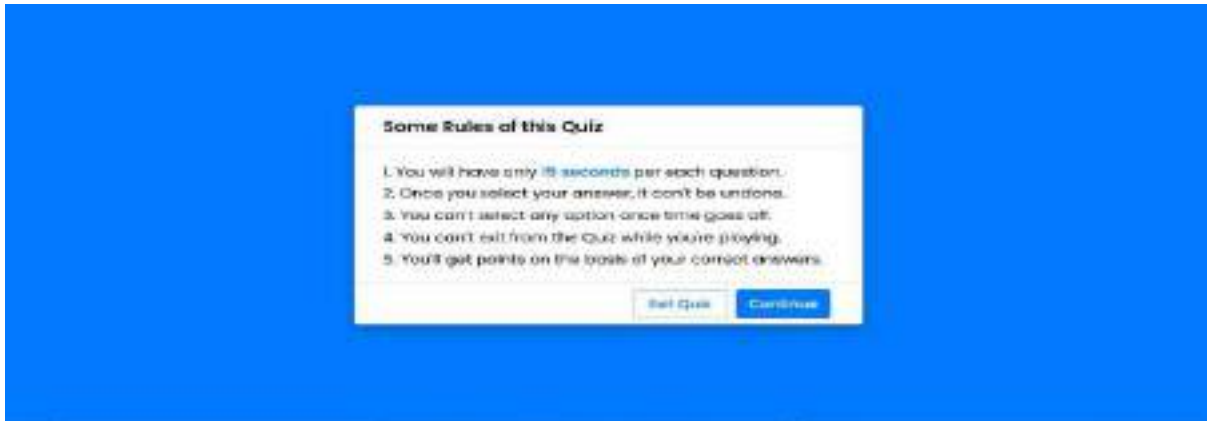 Some Rules of this Quiz
1. You will have only 15 seconds per each question.
2. Once you select your answer, it can't be undone.
3. You can't select any option once time goes off.
4. You can't exit from the Quiz while you're playing.
5. You'll get points on the basis of your correct answers.
Exit Quiz Continue